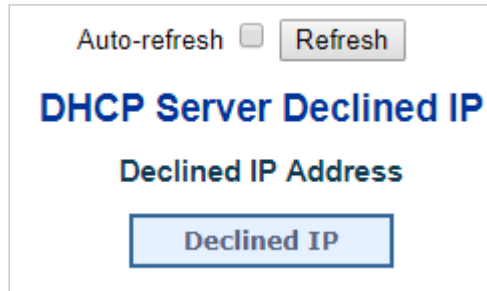 Auto-refresh Refresh
DHCP Server Declined IP
Declined IP Address
Declined IP